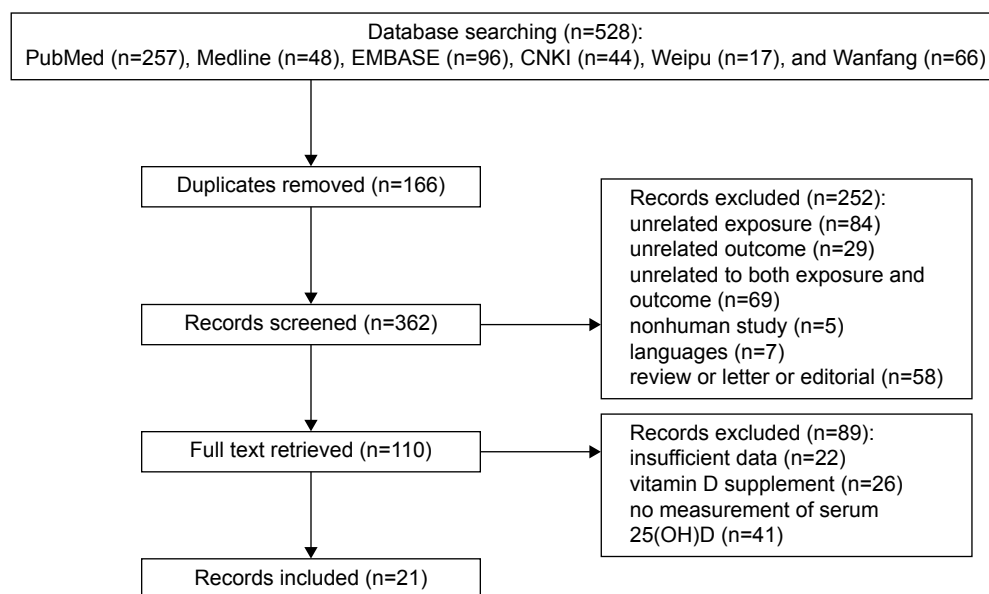 Database searching (n=528):
PubMed (n=257), Medline (n=48), EMBASE (n=96), CNKI (n=44), Weipu (n=17), and Wanfang (n=66)
Duplicates removed (n=166)
Records excluded (n=252):
unrelated exposure (n=84)
unrelated outcome (n=29)
unrelated to both exposure and
outcome (n=69)
nonhuman study (n=5)
languages (n=7)
review or letter or editorial (n=58)
Records screened (n=362)
Full text retrieved (n=110)
Records excluded (n=89):
insufficient data (n=22)
vitamin D supplement (n=26)
no measurement of serum
25(OH)D (n=41)
Records included (n=21)